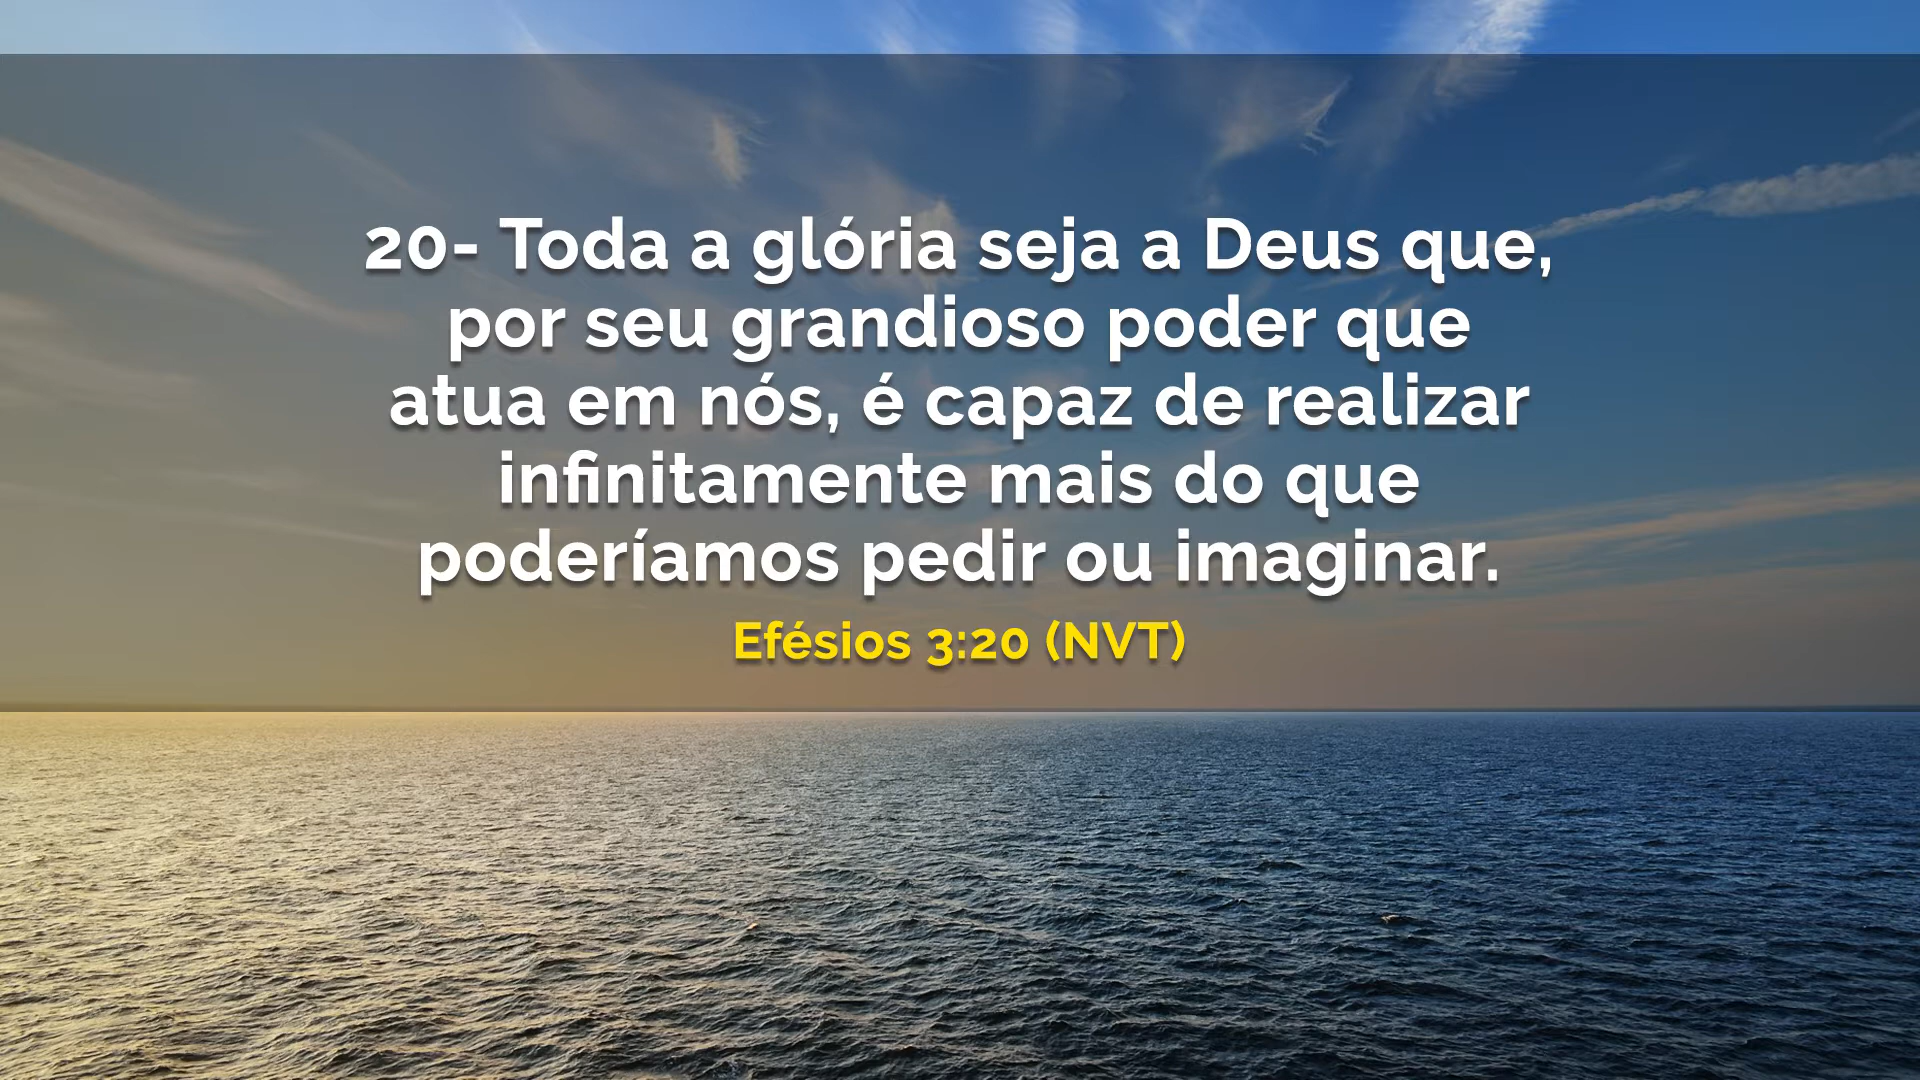 20- Toda a glória seja a Deus que,
por seu grandioso poder que
atua em nós, é capaz de realizar
infinitamente mais do que
poderíamos pedir ou imaginar.
Efésios 3:20 (NVT)